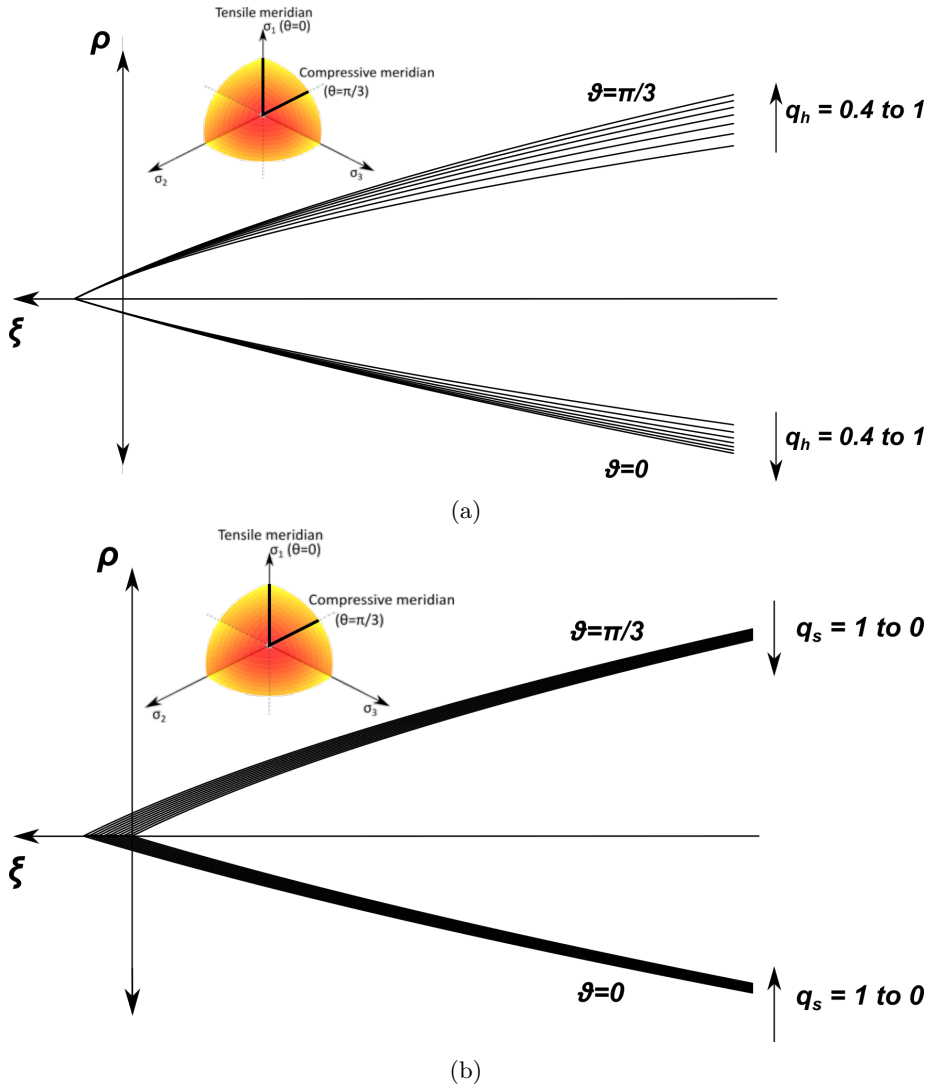 Tensile meridian
σ₁ (θ=0)
ρ
Compressive meridian
(θ=π/3)
ϑ=π/3
qₕ = 0.4 to 1
σ₂
σ₃
ξ
qₕ = 0.4 to 1
ϑ=0
(a)
Tensile meridian
σ₁ (θ=0)
ρ
Compressive meridian
(θ=π/3)
ϑ=π/3
qₛ = 1 to 0
σ₂
σ₃
ξ
ϑ=0
qₛ = 1 to 0
(b)